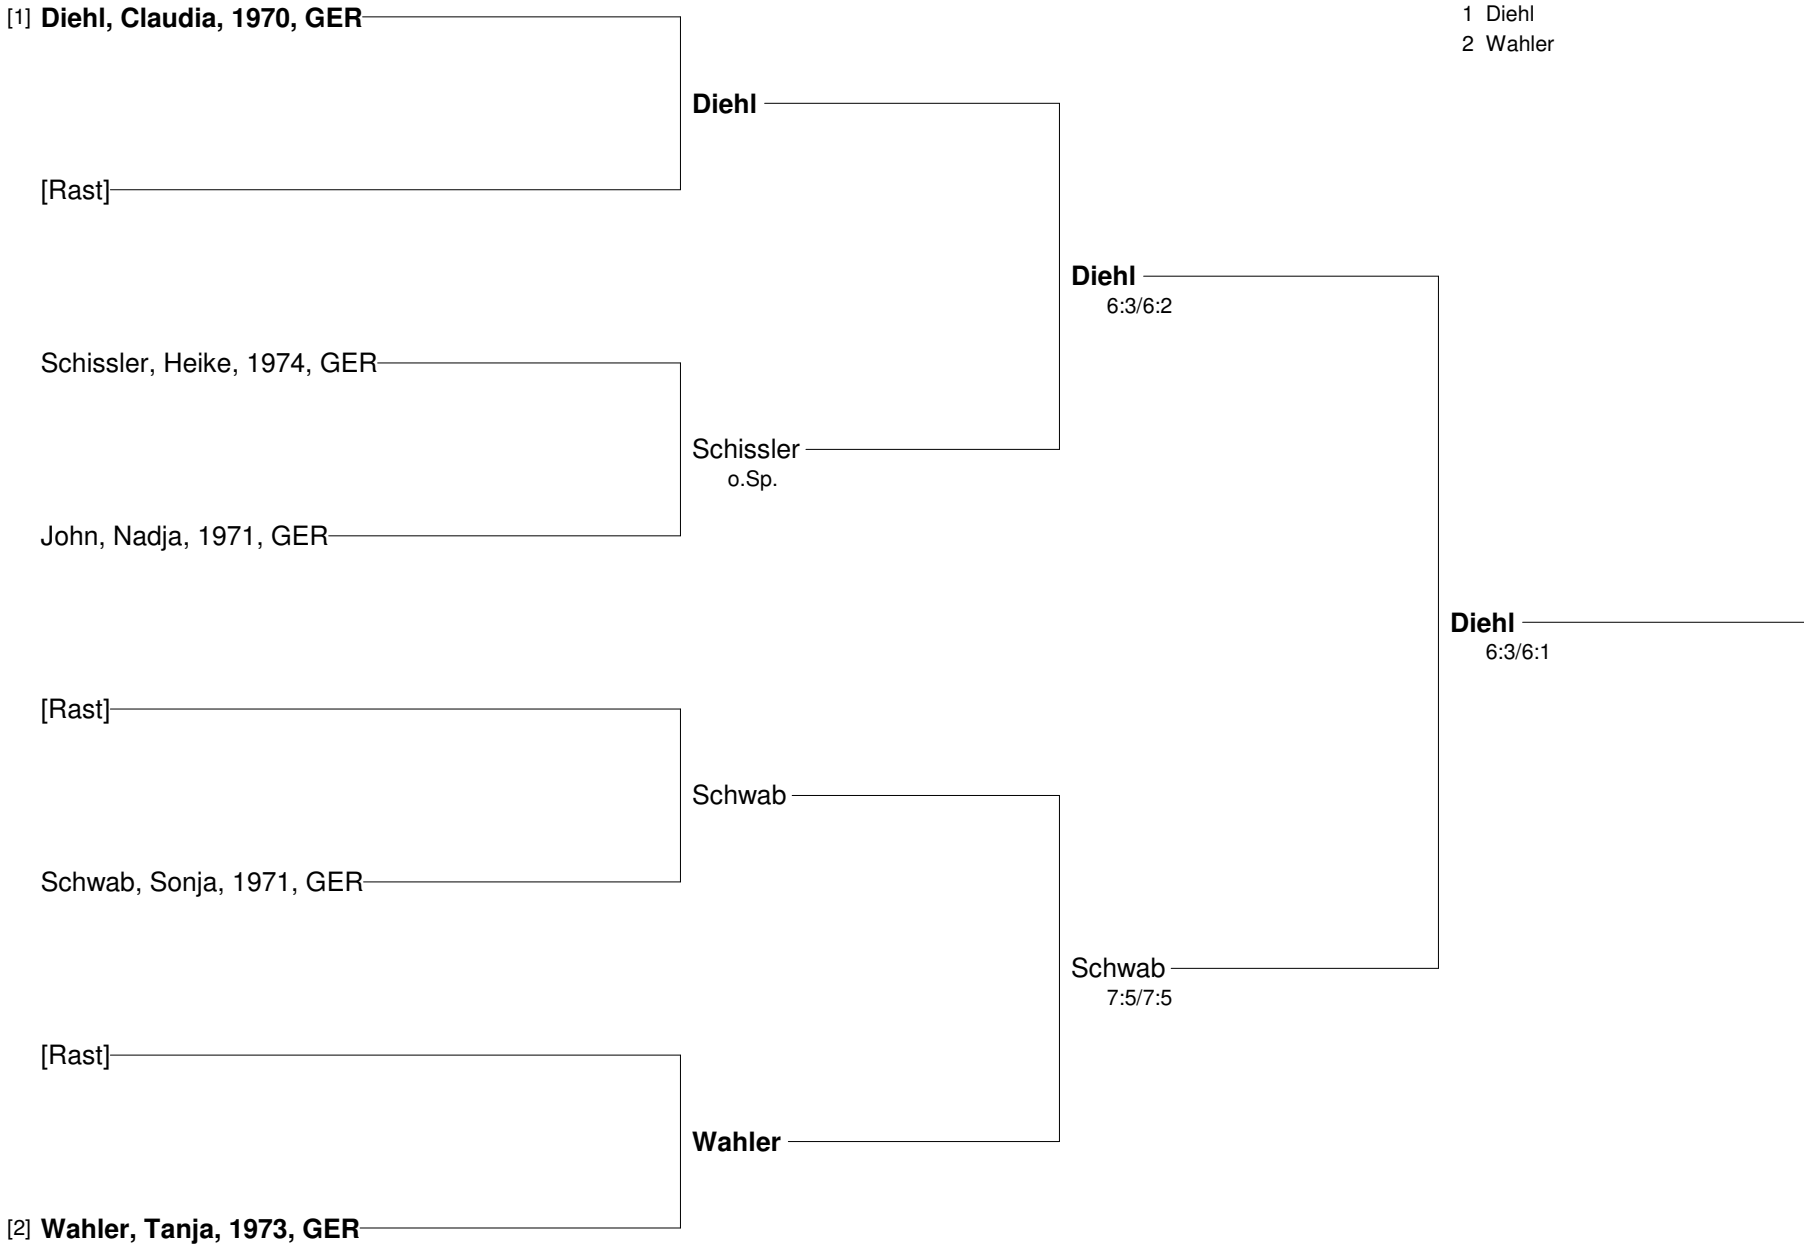 [1] Diehl, Claudia, 1970, GER
1 Diehl
2 Wahler
Diehl
[Rast]
Diehl
6:3/6:2
Schissler, Heike, 1974, GER
Schissler
o.Sp.
John, Nadja, 1971, GER
Diehl
6:3/6:1
[Rast]
Schwab
Schwab, Sonja, 1971, GER
Schwab
7:5/7:5
[Rast]
Wahler
[2] Wahler, Tanja, 1973, GER